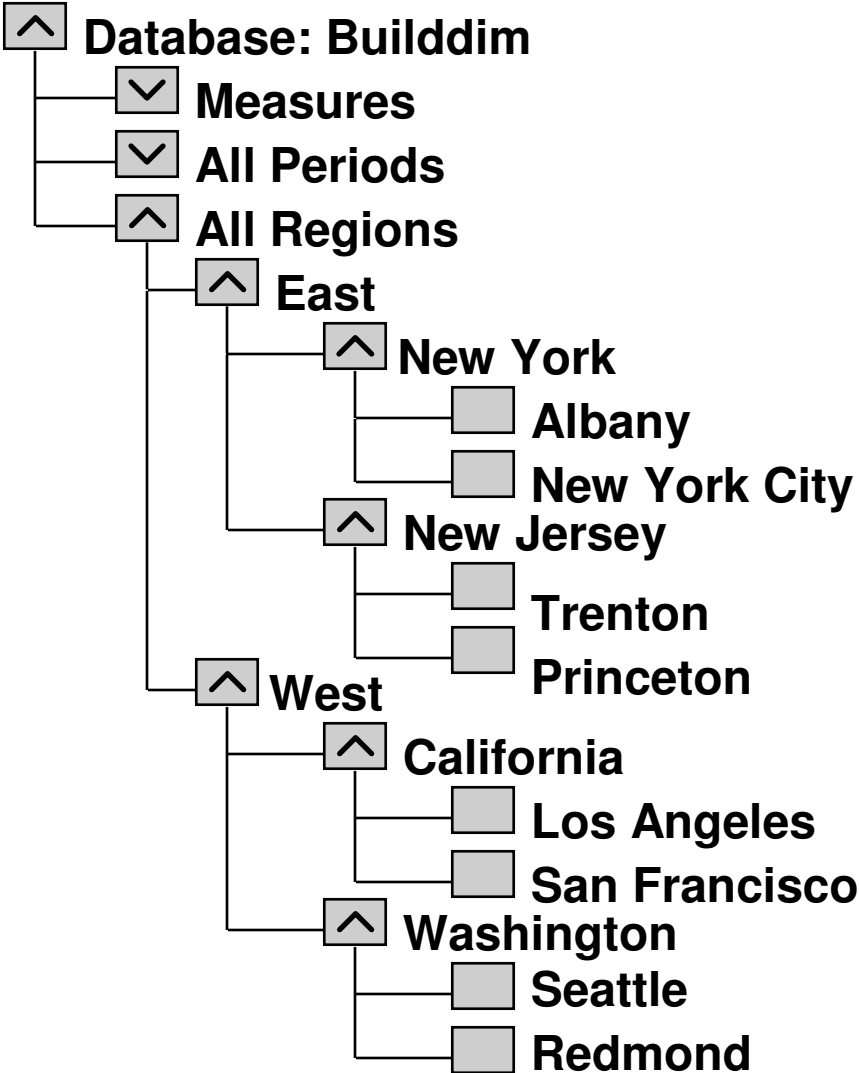 Database: Builddim
Measures
All Periods
All Regions
East
New York
Albany
New York City
New Jersey
Trenton
Princeton
West
California
Los Angeles
San Francisco
Washington
Seattle
Redmond